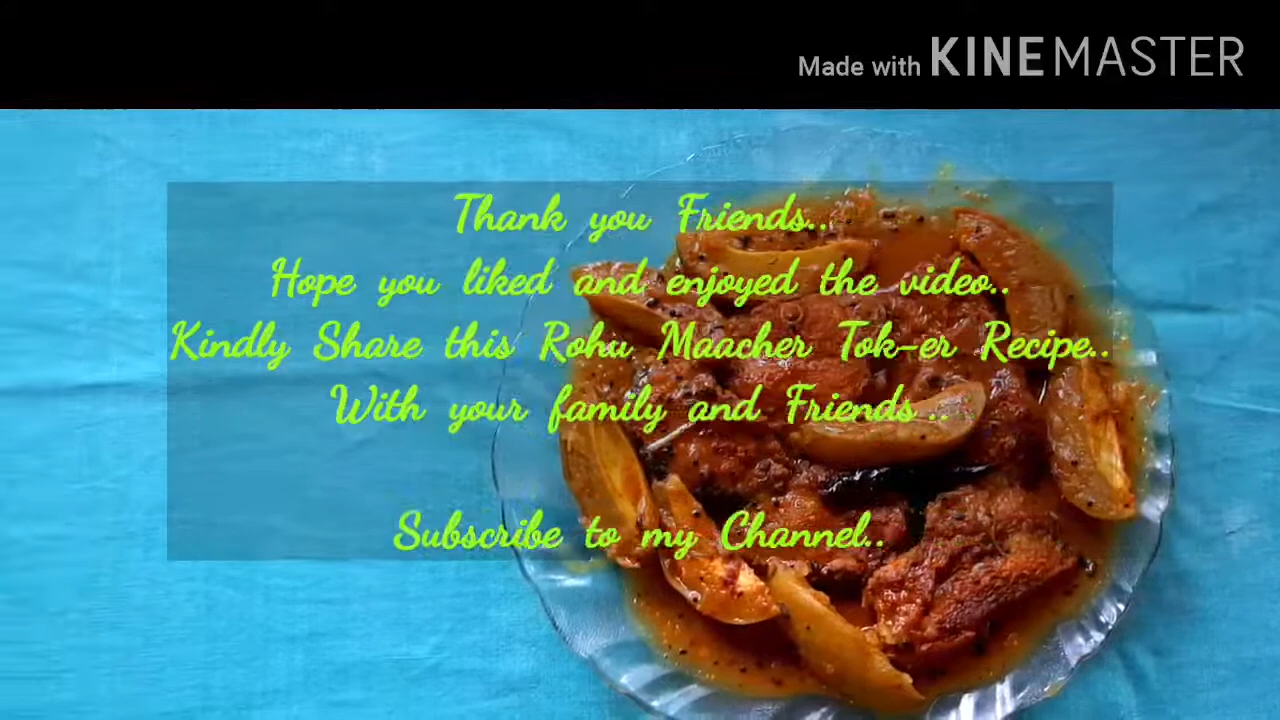 Made with KINEMASTER
Thank you Friends..
Hope you liked and enjoyed the video..
Kindly Share this Rohu Maacher Tok-er Recipe..
With your family and Friends ..
Subscribe to my Channel..